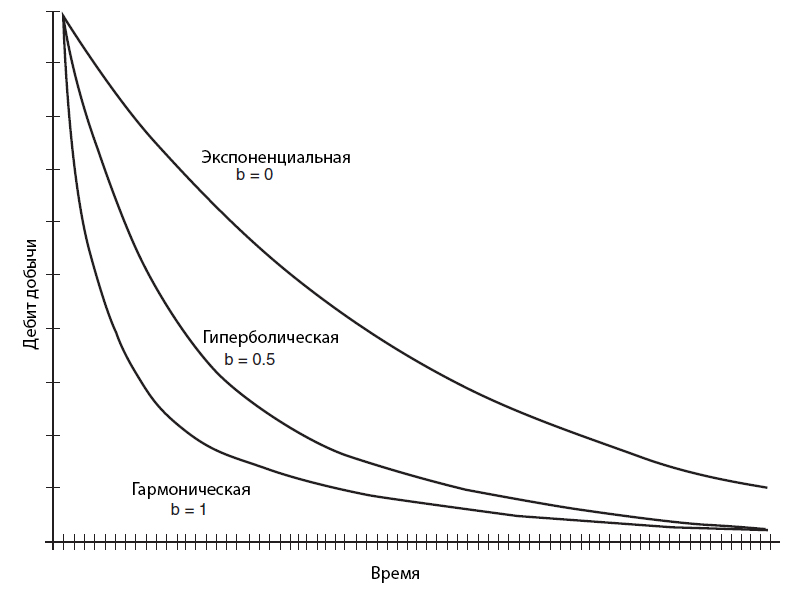 Экспоненциальная
b = 0
Дебит добычи
Гиперболическая
b = 0.5
Гармоническая
b = 1
Время